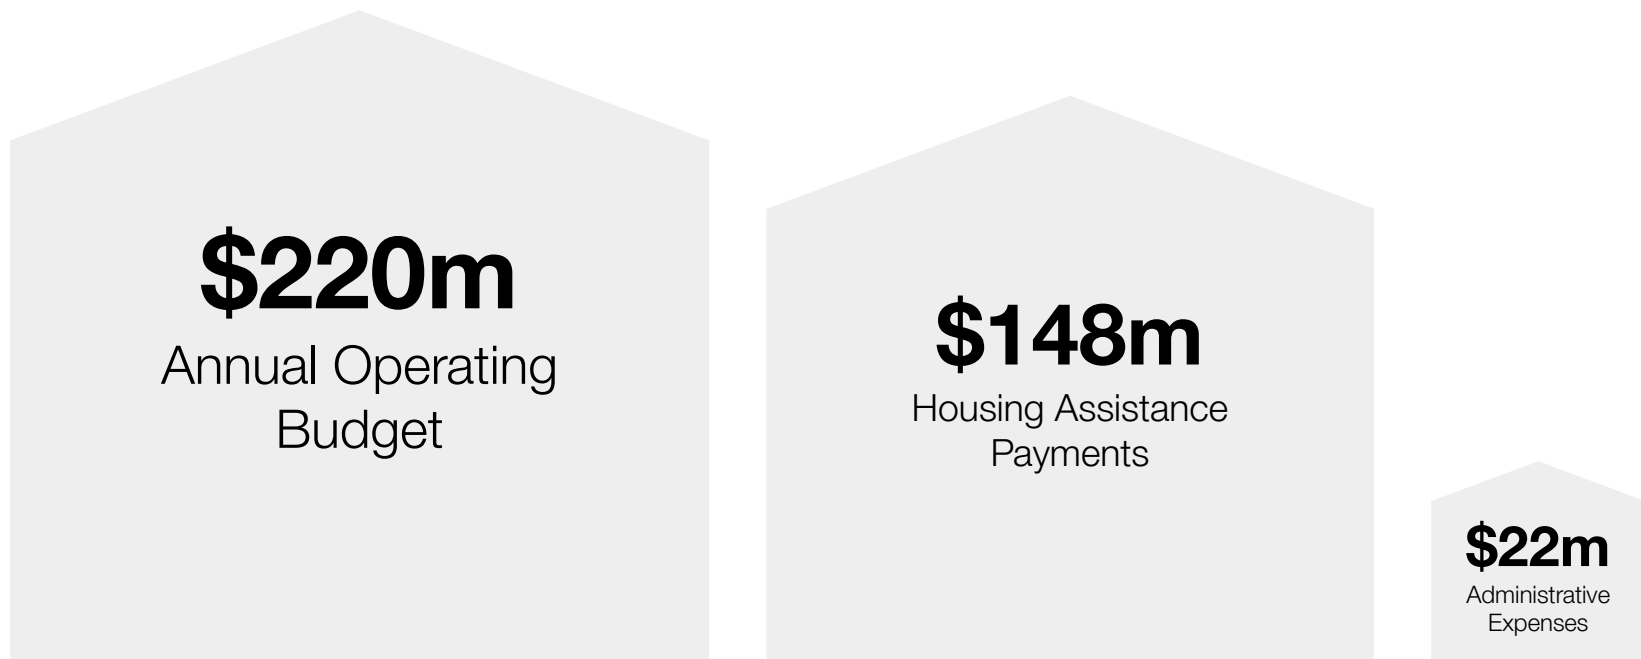 $220m
Annual Operating
Budget
$148m
Housing Assistance
Payments
$22m
Administrative
Expenses